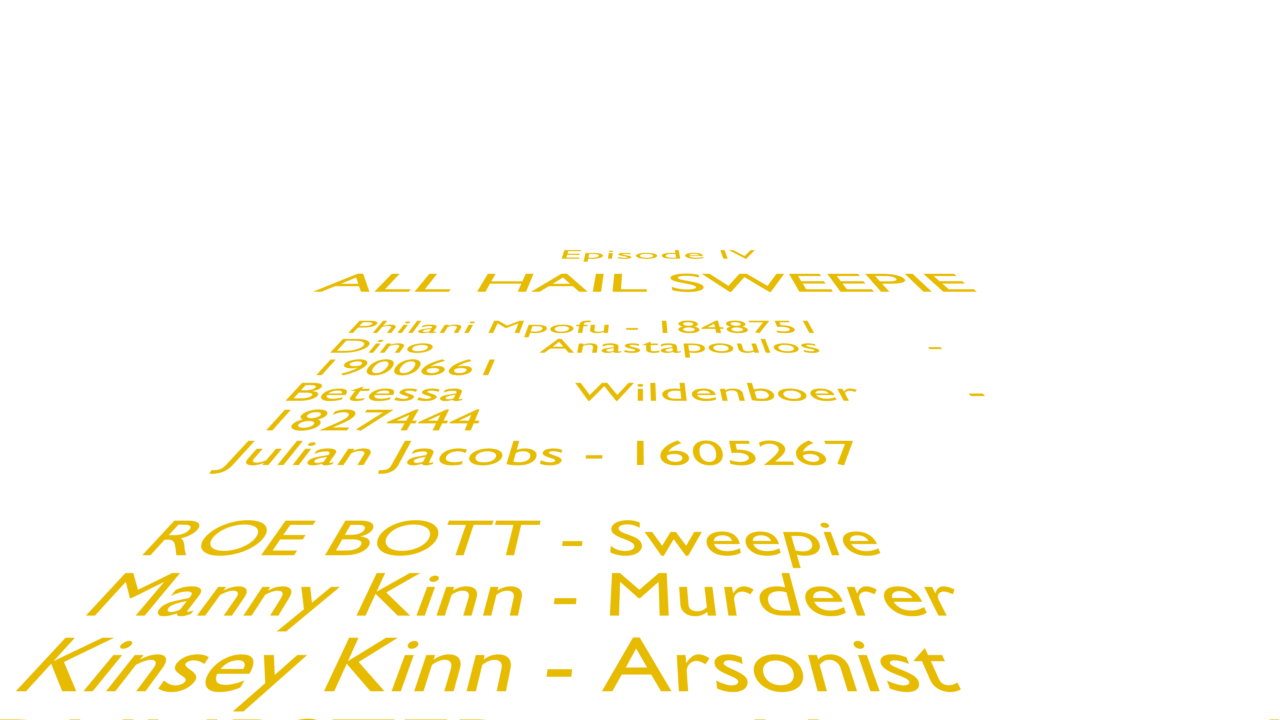 Episode IV
ALL HAIL SWEEPIE
Philani Mpofu - 1848751
Dino Anastapoulos -
1900661
Betessa Wildenboer -
1827444
Julian Jacobs - 1605267
ROE BOTT - Sweepie
Manny Kinn - Murderer
Kinsey Kinn - Arsonist